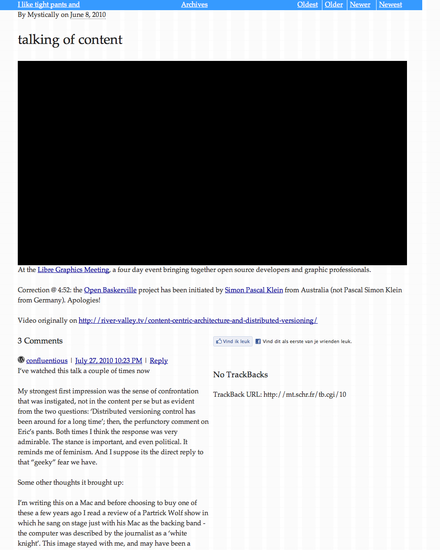 I like tight pants and Archives Oldest Older Newer Newest
By Mystically on June 8, 2010
talking of content
At the Libre Graphics Meeting, a four day event bringing together open source developers and graphic professionals.
Correction @ 4:52: the Open Baskerville project has been initiated by Simon Pascal Klein from Australia (not Pascal Simon Klein
from Germany). Apologies!
Video originally on http://river-valley.tv/content-centric-architecture-and-distributed-versioning/
3 Comments
confluentious | July 27, 2010 10:23 PM | Reply
I've watched this talk a couple of times now
My strongest first impression was the sense of confrontation
that was instigated, not in the content per se but as evident
from the two questions: 'Distributed versioning control has
been around for a long time'; then, the perfunctory comment on
Eric's pants. Both times I think the response was very
admirable. The stance is important, and even political. It
reminds me of feminism. And I suppose its the direct reply to
that "geeky" fear we have.
Some other thoughts it brought up:
I'm writing this on a Mac and before choosing to buy one of
these a few years ago I read a review of a Partrick Wolf show in
which he sang on stage just with his Mac as the backing band -
the computer was described by the journalist as a 'white
knight'. This image stayed with me, and may have been a
Vind ik leuk Vind dit als eerste van je vrienden leuk.
No TrackBacks
TrackBack URL: http://mt.schr.fr/tb.cgi/10